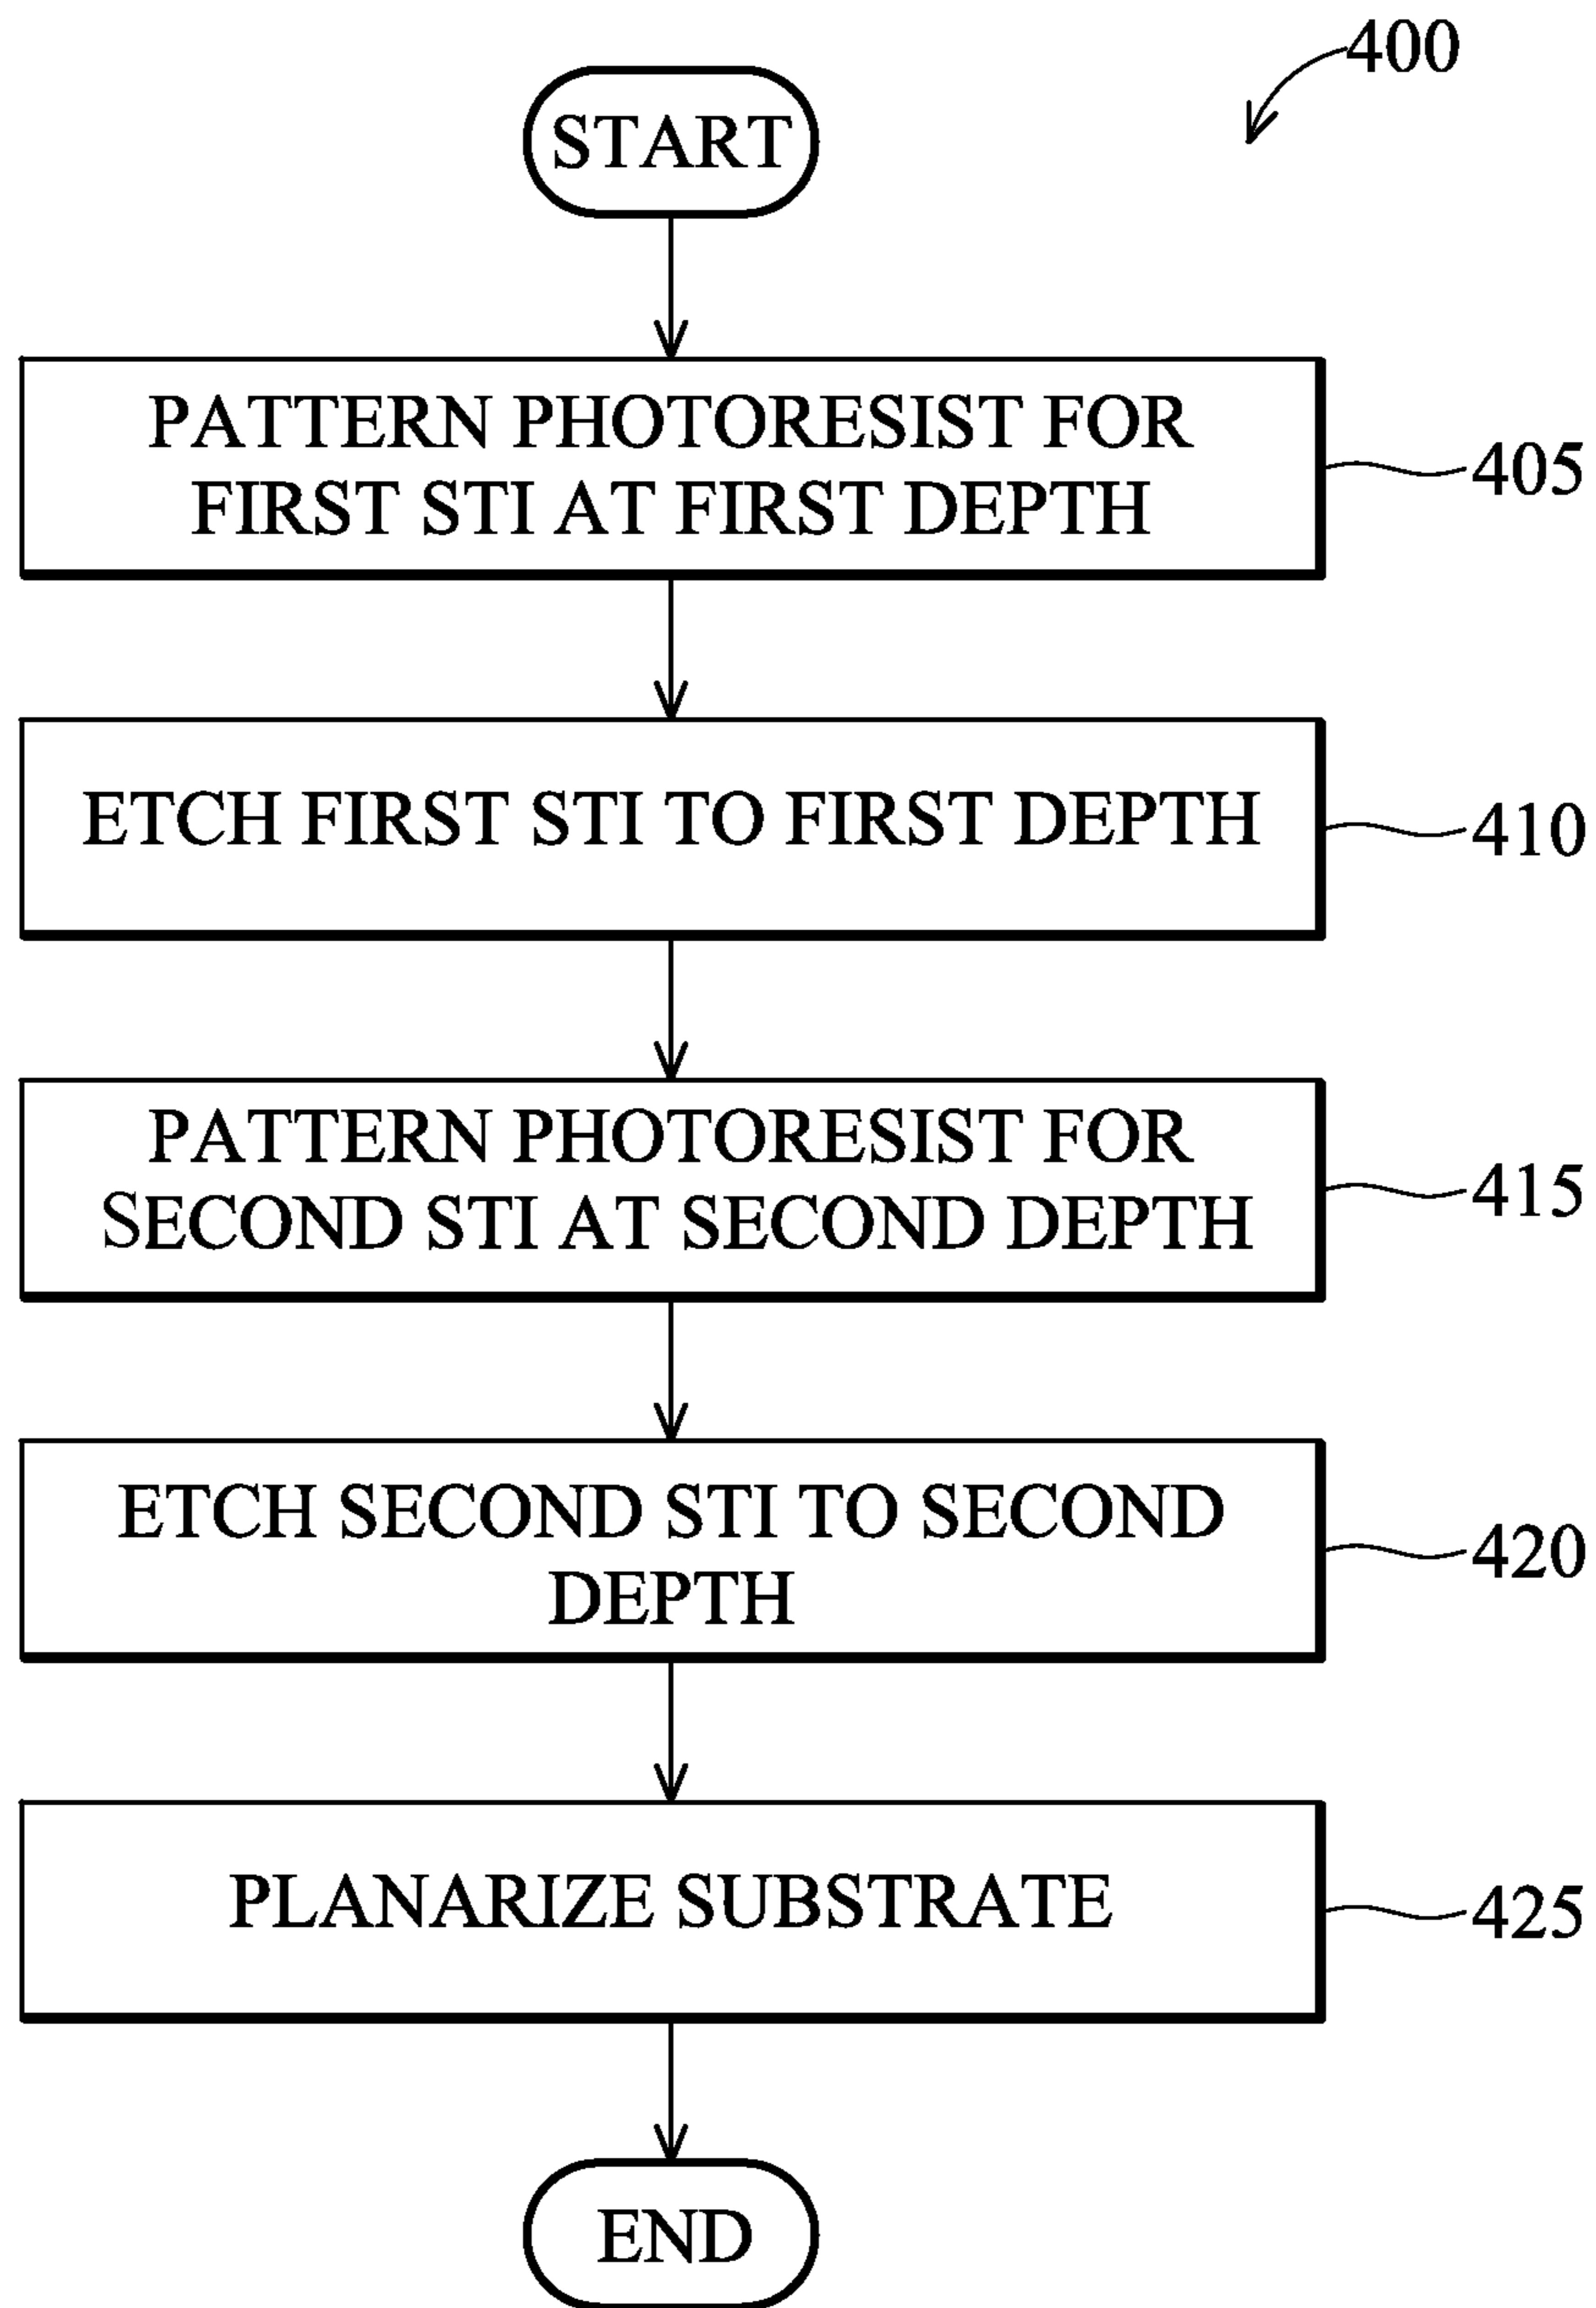 400
START
PATTERN PHOTORESIST FOR
FIRST STI AT FIRST DEPTH
405
ETCH FIRST STI TO FIRST DEPTH
410
PATTERN PHOTORESIST FOR
SECOND STI AT SECOND DEPTH
415
ETCH SECOND STI TO SECOND
DEPTH
420
PLANARIZE SUBSTRATE
425
END